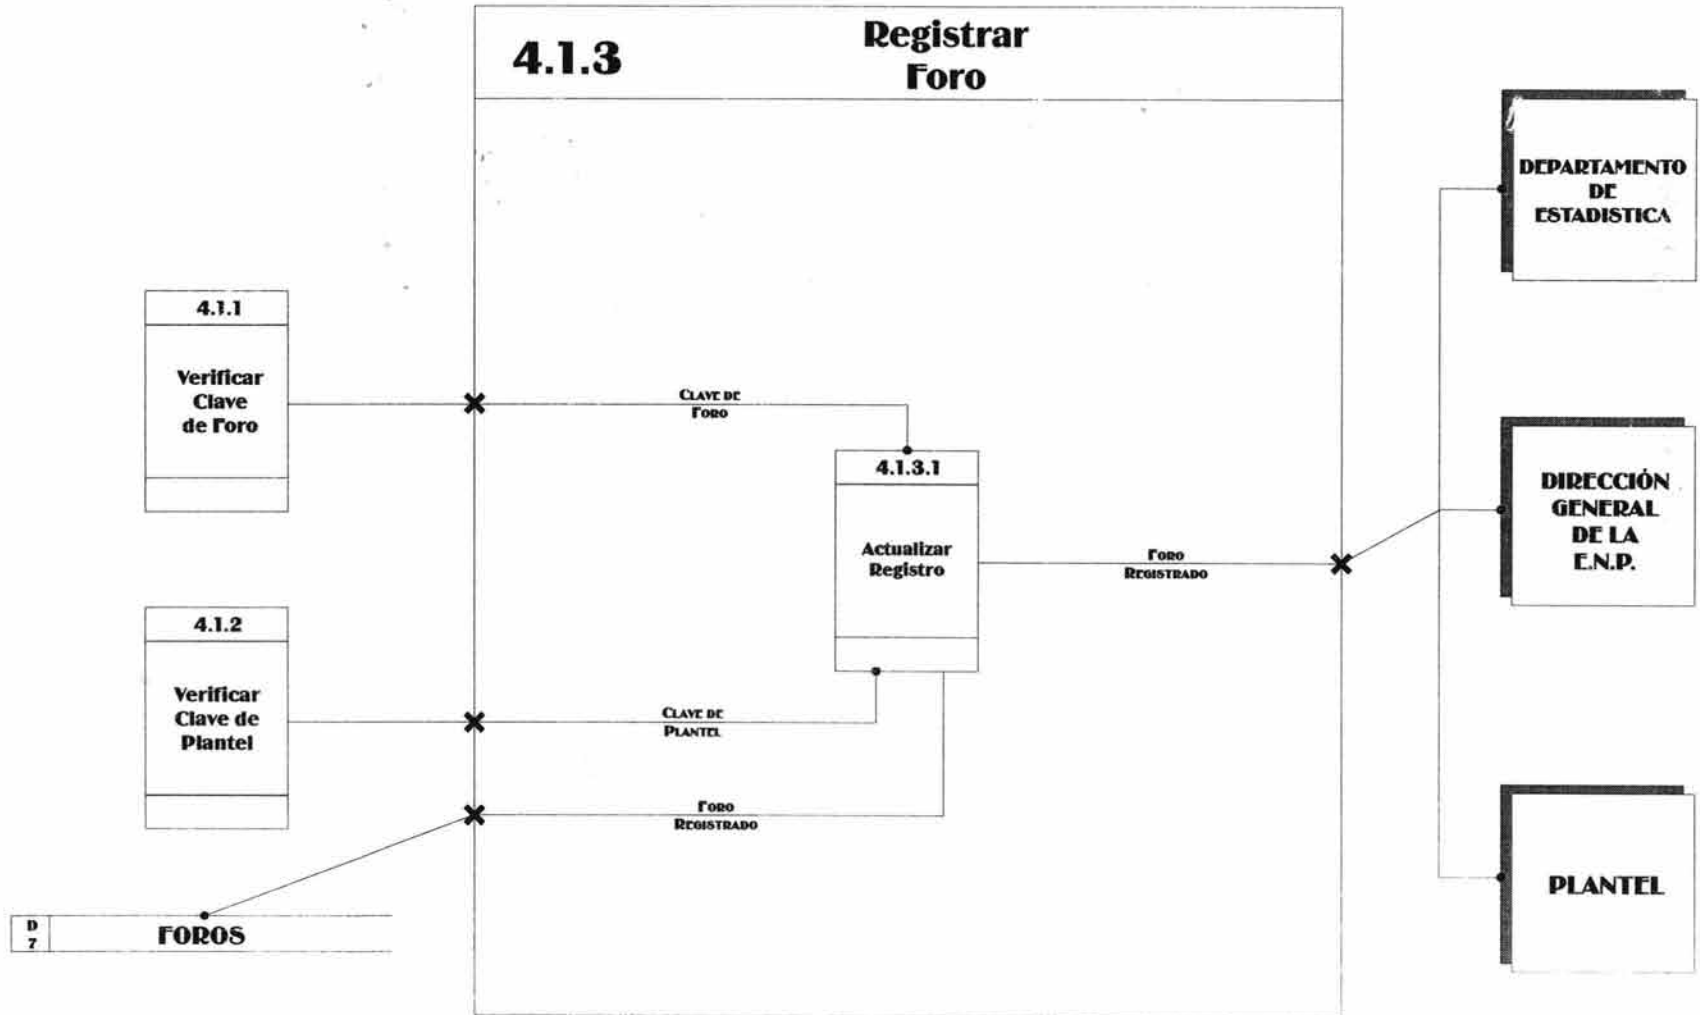 4.1.3
Registrar
Foro
DEPARTAMENTO
DE
ESTADISTICA
4.1.1
Verificar
Clave
de Foro
CLAVE DE
FORO
4.1.3.1
Actualizar
Registro
FORO
REGISTRADO
DIRECCIÓN
GENERAL
DE LA
E.N.P.
4.1.2
Verificar
Clave de
Plantel
CLAVE DE
PLANTEL
FORO
REGISTRADO
PLANTEL
D
7
FOROS